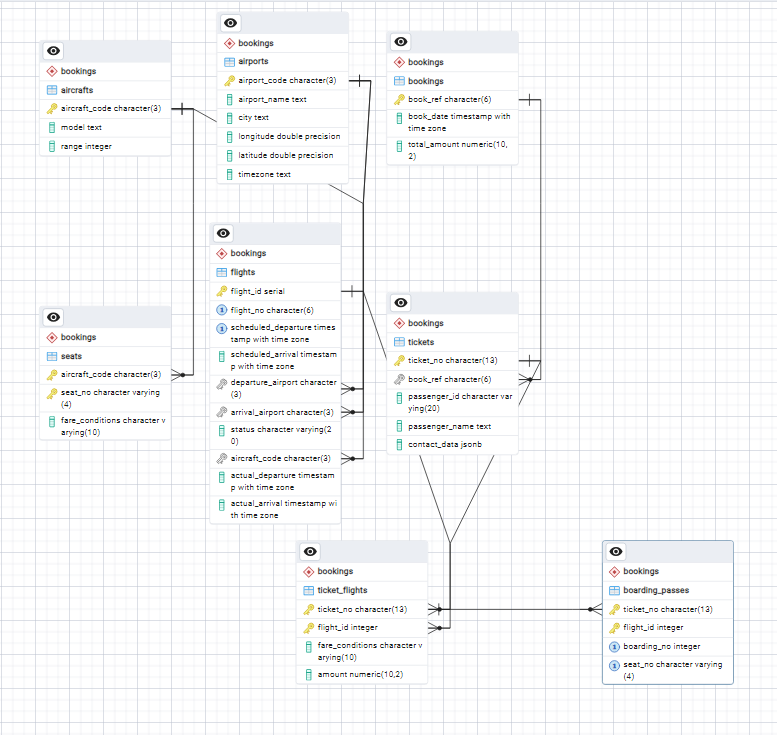 bookings
aircrafts
aircraft_code character(3)
model text
range integer
bookings
airports
airport_code character(3)
airport_name text
city text
longitude double precision
latitude double precision
timezone text
bookings
bookings
book_ref character(6)
book_date timestamp with
time zone
total_amount numeric(10,
2)
bookings
flights
flight_id serial
1 flight_no character(6)
1 scheduled_departure times
tamp with time zone
scheduled_arrival timestam
p with time zone
departure_airport character
(3)
arrival_airport character(3)
status character varying(2
0)
aircraft_code character(3)
actual_departure timestam
p with time zone
actual_arrival timestamp wi
th time zone
bookings
seats
aircraft_code character(3)
seat_no character varying
(4)
fare_conditions character v
arying(10)
bookings
tickets
ticket_no character(13)
book_ref character(6)
passenger_id character var
ying(20)
passenger_name text
contact_data jsonb
bookings
ticket_flights
ticket_no character(13)
flight_id integer
fare_conditions character v
arying(10)
amount numeric(10,2)
bookings
boarding_passes
ticket_no character(13)
flight_id integer
1 boarding_no integer
1 seat_no character varying
(4)